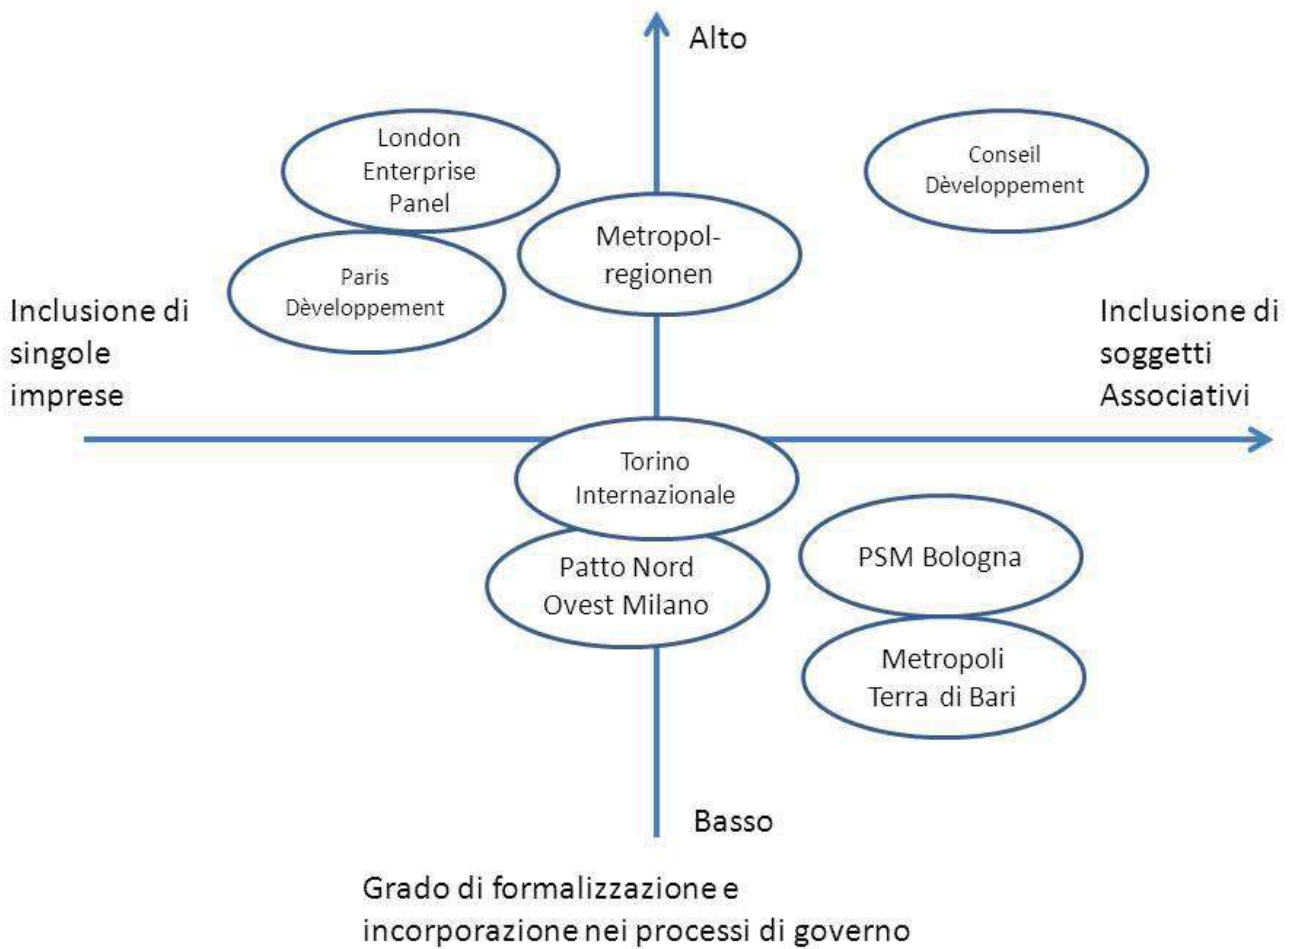 Alto
London
Enterprise
Panel
Conseil
Dèveloppement
Metropol-
regionen
Paris
Dèveloppement
Inclusione di
singole
imprese
Inclusione di
soggetti
Associativi
Torino
Internazionale
Patto Nord
Ovest Milano
PSM Bologna
Metropoli
Terra di Bari
Basso
Grado di formalizzazione e
incorporazione nei processi di governo